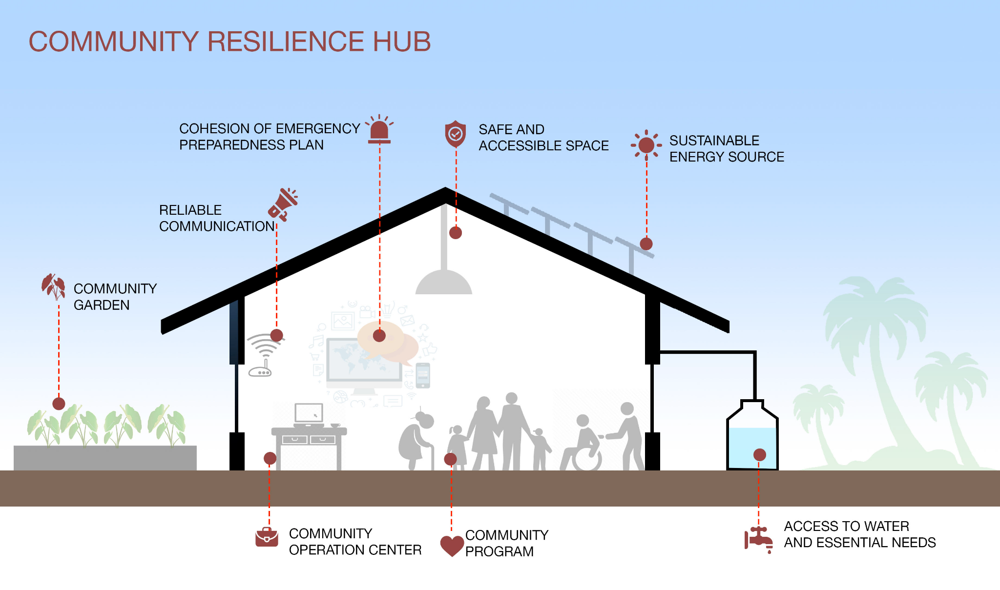 COMMUNITY RESILIENCE HUB
COHESION OF EMERGENCY
PREPAREDNESS PLAN
SAFE AND
ACCESSIBLE SPACE
SUSTAINABLE
ENERGY SOURCE
RELIABLE
COMMUNICATION
COMMUNITY
GARDEN
COMMUNITY
OPERATION CENTER
COMMUNITY
PROGRAM
ACCESS TO WATER
AND ESSENTIAL NEEDS